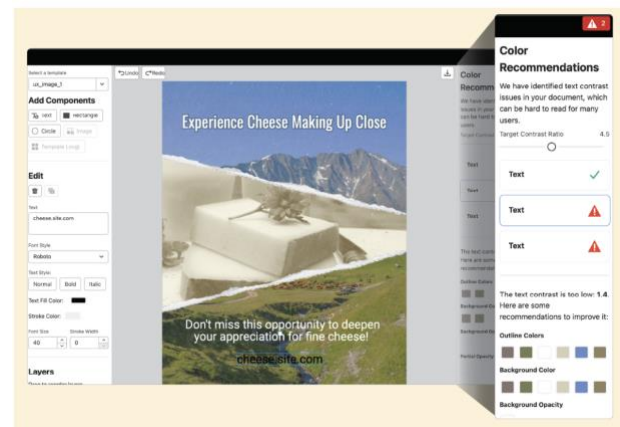 Select a template
ux_image_1
Add Components
Text
rectangle
Circle
Image
Template Logo
Edit
Text
cheese.site.com
Font Style
Roboto
Text Style
Normal
Bold
Italic
Text Fill Color:
Stroke Color:
Font Size
Stroke Width
40
0
Layers
Undo
Redo
Experience Cheese Making Up Close
Don't miss this opportunity to deepen
your appreciation for fine cheese!
cheese.site.com
Color
Recomm
Text
Text
Text
2
Color
Recommendations
We have identified text contrast
issues in your document, which
can be hard to read for many
users.
Target Contrast Ratio
4.5
Text
Text
Text
The text contrast is too low: 1.4.
Here are some
recommendations to improve it:
Outline Colors
Background Color
Background Opacity